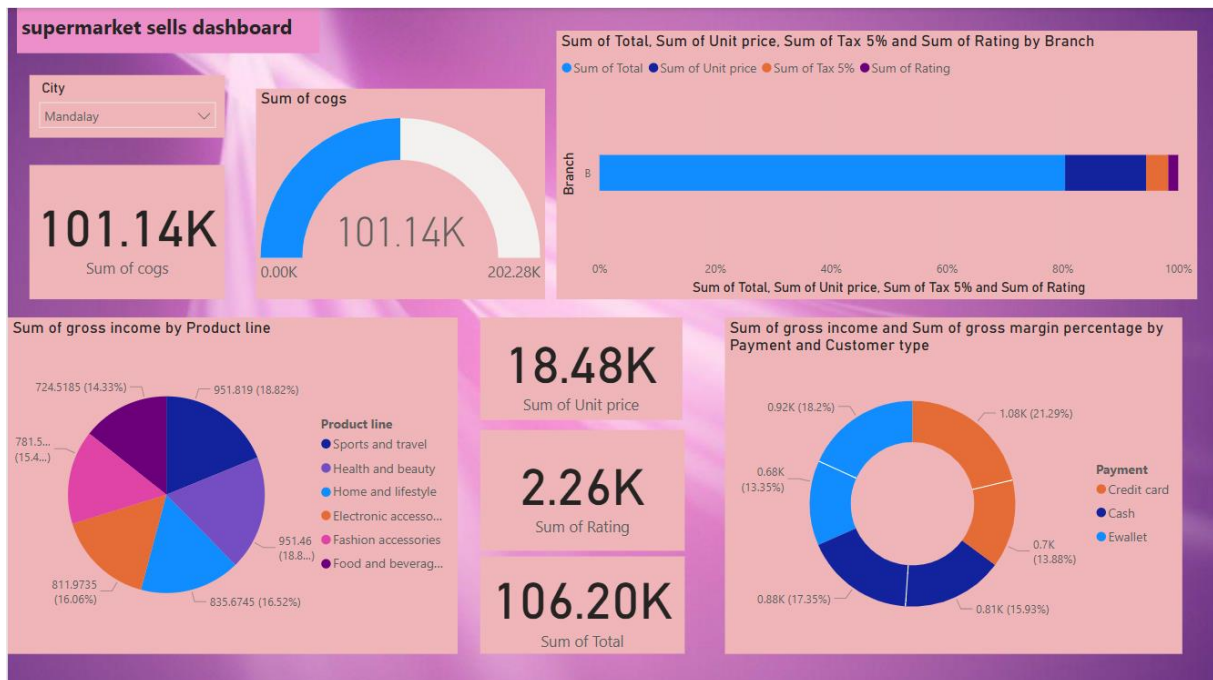 supermarket sells dashboard
City
Mandalay
101.14K
Sum of cogs
Sum of cogs
101.14K
0.00K
202.28K
Sum of Total, Sum of Unit price, Sum of Tax 5% and Sum of Rating by Branch
Sum of Total Sum of Unit price Sum of Tax 5% Sum of Rating
Branch
B
0% 20% 40% 60% 80% 100%
Sum of Total, Sum of Unit price, Sum of Tax 5% and Sum of Rating
Sum of gross income by Product line
724.5185 (14.33%)
951.819 (18.82%)
781.5...
(15.4...)
951.46
(18.8...)
811.9735
(16.06%)
835.6745 (16.52%)
Product line
Sports and travel
Health and beauty
Home and lifestyle
Electronic accesso...
Fashion accessories
Food and beverag...
18.48K
Sum of Unit price
2.26K
Sum of Rating
106.20K
Sum of Total
Sum of gross income and Sum of gross margin percentage by
Payment and Customer type
0.92K (18.2%)
1.08K (21.29%)
0.68K
(13.35%)
0.7K
(13.88%)
0.88K (17.35%)
0.81K (15.93%)
Payment
Credit card
Cash
Ewallet